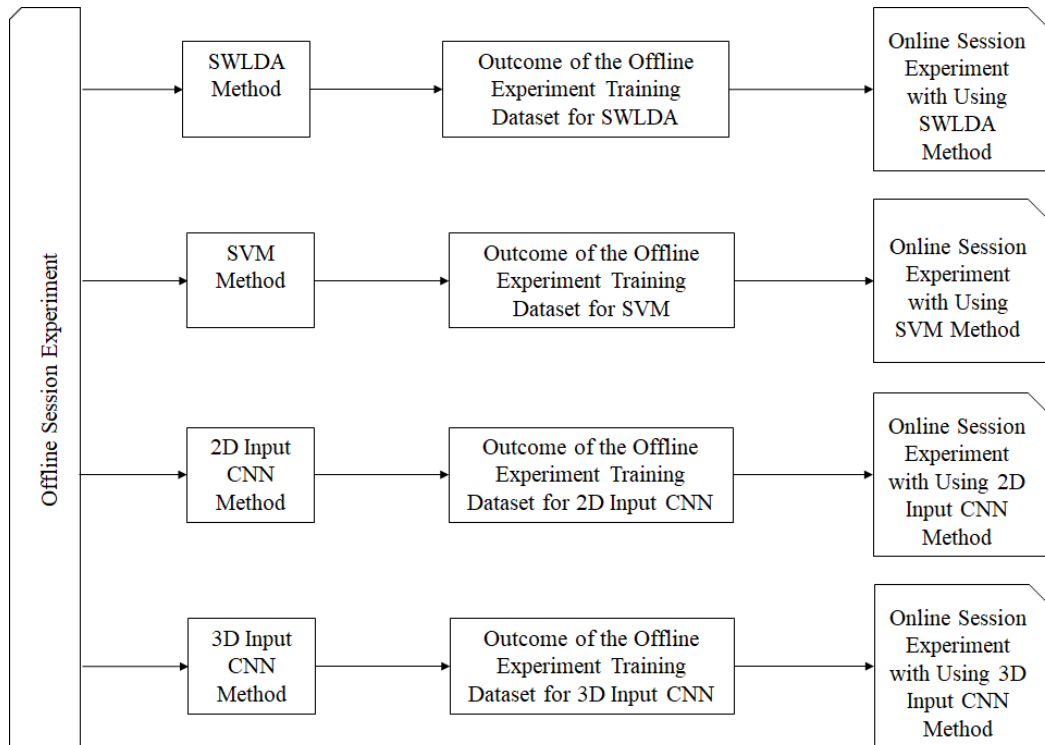 Offline Session Experiment
SWLDA
Method
Outcome of the Offline
Experiment Training
Dataset for SWLDA
Online Session
Experiment
with Using
SWLDA
Method
SVM
Method
Outcome of the Offline
Experiment Training
Dataset for SVM
Online Session
Experiment
with Using
SVM Method
2D Input
CNN
Method
Outcome of the Offline
Experiment Training
Dataset for 2D Input CNN
Online Session
Experiment
with Using 2D
Input CNN
Method
3D Input
CNN
Method
Outcome of the Offline
Experiment Training
Dataset for 3D Input CNN
Online Session
Experiment
with Using 3D
Input CNN
Method